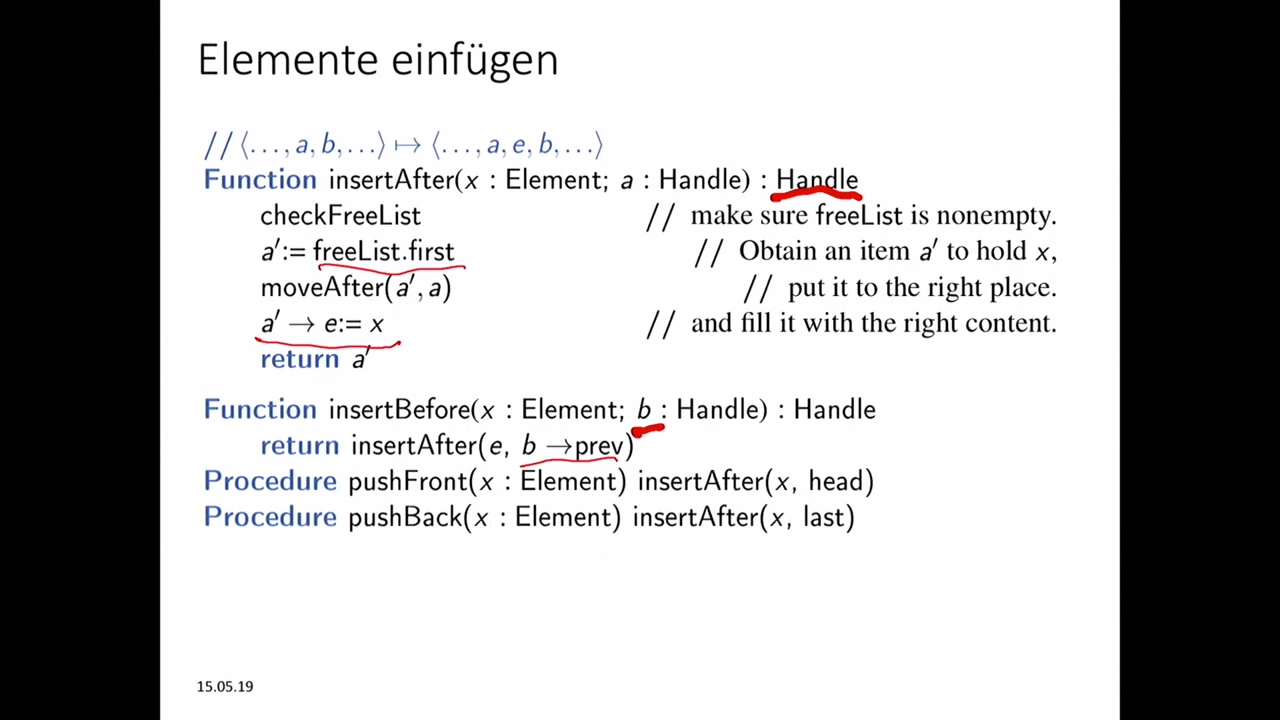 Elemente einfügen
//⟨…, a, b, …⟩ ↦ ⟨…, a, e, b, …⟩
Function insertAfter(x : Element; a : Handle) : Handle
checkFreeList // make sure freeList is nonempty.
a′:= freeList.first // Obtain an item a′ to hold x,
moveAfter(a′, a) // put it to the right place.
a′ → e:= x // and fill it with the right content.
return a′
Function insertBefore(x : Element; b : Handle) : Handle
return insertAfter(e, b →prev)
Procedure pushFront(x : Element) insertAfter(x, head)
Procedure pushBack(x : Element) insertAfter(x, last)
15.05.19